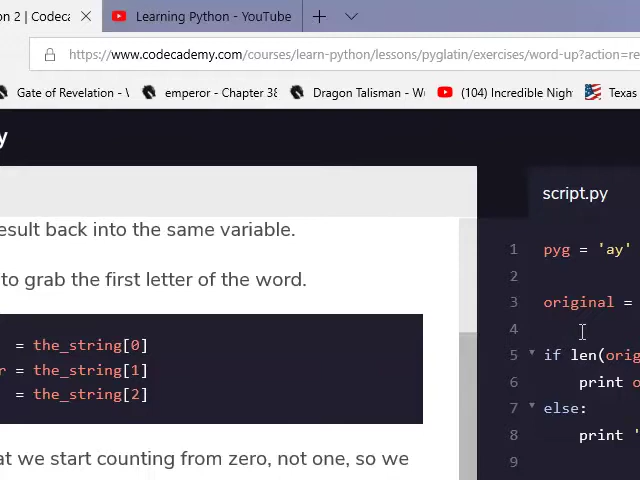 on 2 | Codeca
Learning Python - YouTube
https://www.codecademy.com/courses/learn-python/lessons/pyglatin/exercises/word-up?action=re
Gate of Revelation - \
emperor - Chapter 38
Dragon Talisman - We
(104) Incredible Nigh
Texas
y
script.py
esult back into the same variable.
to grab the first letter of the word.
= the_string[0]
r = the_string[1]
= the_string[2]
at we start counting from zero, not one, so we
1 pyg = 'ay'
2
3 original =
4
5 if len(orig
6 print o
7 else:
8 print '
9